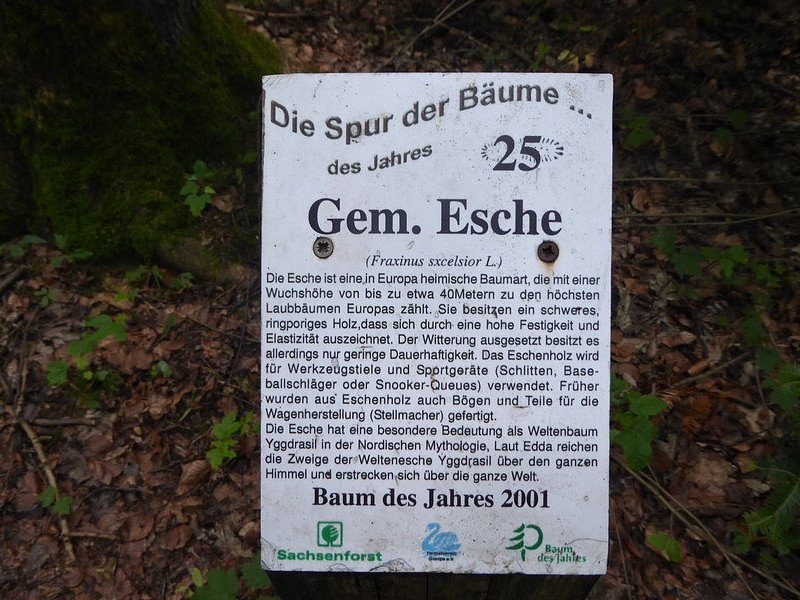 Die Spur der Bäume ...
des Jahres
25
Gem. Esche
(Fraxinus sxcelsior L.)
Die Esche ist eine in Europa heimische Baumart, die mit einer
Wuchshöhe von bis zu etwa 40Metern zu den höchsten
Laubbäumen Europas zählt. Sie besitzen ein schweres,
ringporiges Holz,dass sich durch eine hohe Festigkeit und
Elastizität auszeichnet. Der Witterung ausgesetzt besitzt es
allerdings nur geringe Dauerhaftigkeit. Das Eschenholz wird
für Werkzeugstiele und Sportgeräte (Schlitten, Base-
ballschläger oder Snooker-Queues) verwendet. Früher
wurden aus Eschenholz auch Bögen und Teile für die
Wagenherstellung (Stellmacher) gefertigt.
Die Esche hat eine besondere Bedeutung als Weltenbaum
Yggdrasil in der Nordischen Mythologie, Laut Edda reichen
die Zweige der Weltenesche Yggdrasil über den ganzen
Himmel und erstrecken sich über die ganze Welt.
Baum des Jahres 2001
Sachsenforst
Baum
des Jahres